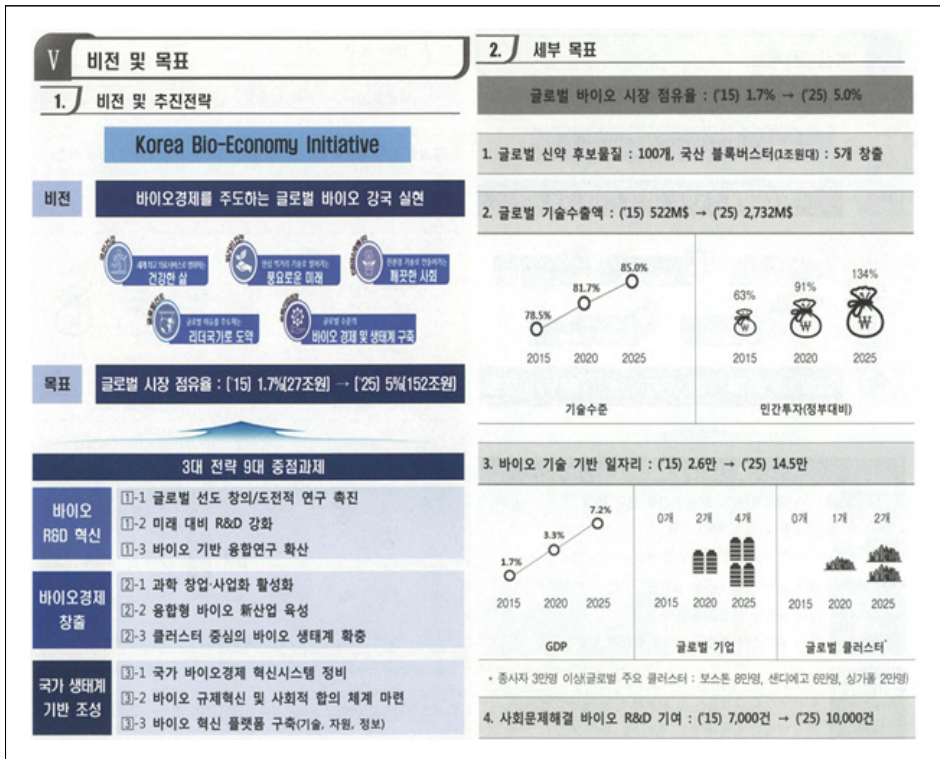 V 비전 및 목표
1. 비전 및 추진전략
Korea Bio-Economy Initiative
비전
바이오경제를 주도하는 글로벌 바이오 강국 실현
건강한 삶
풍요로운 미래
깨끗한 사회
글로벌 이슈를 주도하는
리더국가로 도약
글로벌 수준의
바이오 경제 및 생태계 구축
목표
글로벌 시장 점유율 : ('15) 1.7%(27조원) → ('25) 5%(152조원)
3대 전략 9대 중점과제
바이오
R&D 혁신
1-1 글로벌 선도 창의/도전적 연구 촉진
1-2 미래 대비 R&D 강화
1-3 바이오 기반 융합연구 확산
바이오경제
창출
2-1 과학 창업·사업화 활성화
2-2 융합형 바이오 新산업 육성
2-3 클러스터 중심의 바이오 생태계 확충
국가 생태계
기반 조성
3-1 국가 바이오경제 혁신시스템 정비
3-2 바이오 규제혁신 및 사회적 합의 체계 마련
3-3 바이오 혁신 플랫폼 구축(기술, 자원, 정보)
2. 세부 목표
글로벌 바이오 시장 점유율 : ('15) 1.7% → ('25) 5.0%
1. 글로벌 신약 후보물질 : 100개, 국산 블록버스터(1조원대) : 5개 창출
2. 글로벌 기술수출액 : ('15) 522M$ → ('25) 2,732M$
78.5% 81.7% 85.0%
2015 2020 2025
기술수준
63% 91% 134%
2015 2020 2025
민간투자(정부대비)
3. 바이오 기술 기반 일자리 : ('15) 2.6만 → ('25) 14.5만
1.7% 3.3% 7.2%
2015 2020 2025
GDP
0개 2개 4개
2015 2020 2025
글로벌 기업
0개 1개 2개
2015 2020 2025
글로벌 클러스터*
* 종사자 3만명 이상(글로벌 주요 클러스터 : 보스톤 8만명, 샌디에고 6만명, 싱가폴 2만명)
4. 사회문제해결 바이오 R&D 기여 : ('15) 7,000건 → ('25) 10,000건